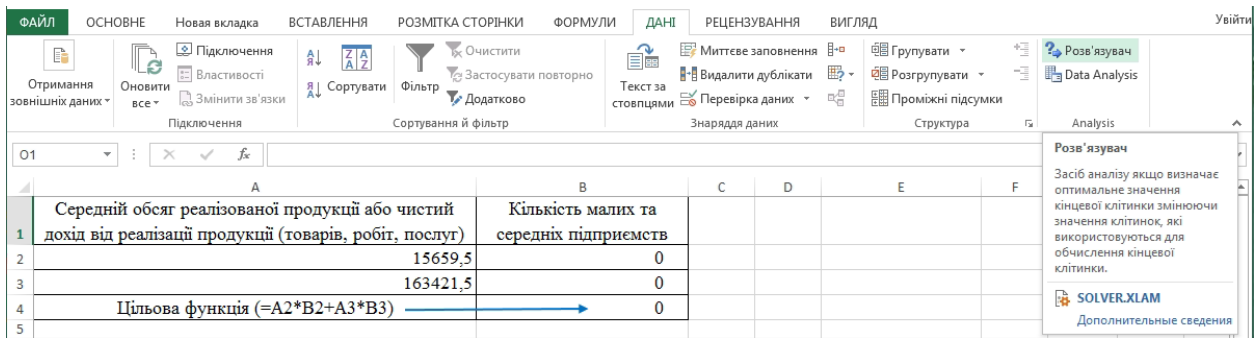 ФАЙЛ ОСНОВНЕ Новая вкладка ВСТАВЛЕННЯ РОЗМІТКА СТОРІНКИ ФОРМУЛИ ДАНІ РЕЦЕНЗУВАННЯ ВИГЛЯД Увійти
Отримання
зовнішніх даних
Оновити
все
Підключення
Властивості
Змінити зв'язки
Підключення
Сортувати
Фільтр
Очистити
Застосувати повторно
Додатково
Сортування й фільтр
Текст за
стовпцями
Миттєве заповнення
Видалити дублікати
Перевірка даних
Знаряддя даних
Групувати
Розгрупувати
Проміжні підсумки
Структура
Розв'язувач
Data Analysis
Analysis
O1
fx
A B C D E F
1
Середній обсяг реалізованої продукції або чистий
дохід від реалізації продукції (товарів, робіт, послуг)
Кількість малих та
середніх підприємств
2 15659,5 0
3 163421,5 0
4 Цільова функція (=A2*B2+A3*B3) 0
5
Розв'язувач
Засіб аналізу якщо визначає
оптимальне значення
кінцевої клітинки змінюючи
значення клітинок, які
використовуються для
обчислення кінцевої
клітинки.
SOLVER.XLAM
Дополнительные сведения